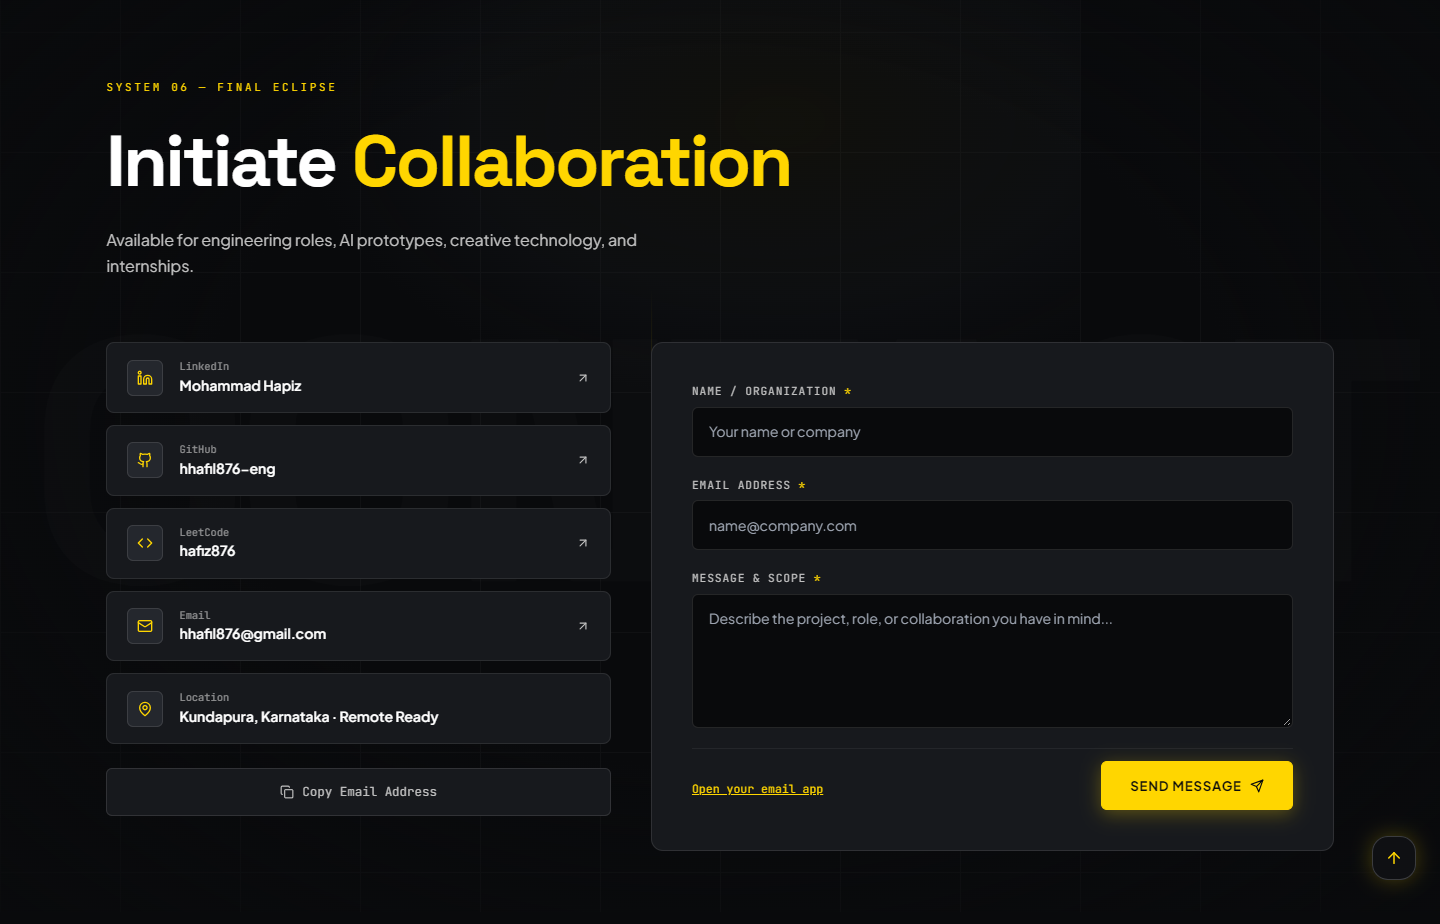 SYSTEM 06 — FINAL ECLIPSE
Initiate Collaboration
Available for engineering roles, AI prototypes, creative technology, and
internships.
LinkedIn
Mohammad Hapiz
GitHub
hhafil876-eng
LeetCode
hafiz876
Email
hhafil876@gmail.com
Location
Kundapura, Karnataka · Remote Ready
Copy Email Address
NAME / ORGANIZATION *
Your name or company
EMAIL ADDRESS *
name@company.com
MESSAGE & SCOPE *
Describe the project, role, or collaboration you have in mind...
Open your email app
SEND MESSAGE